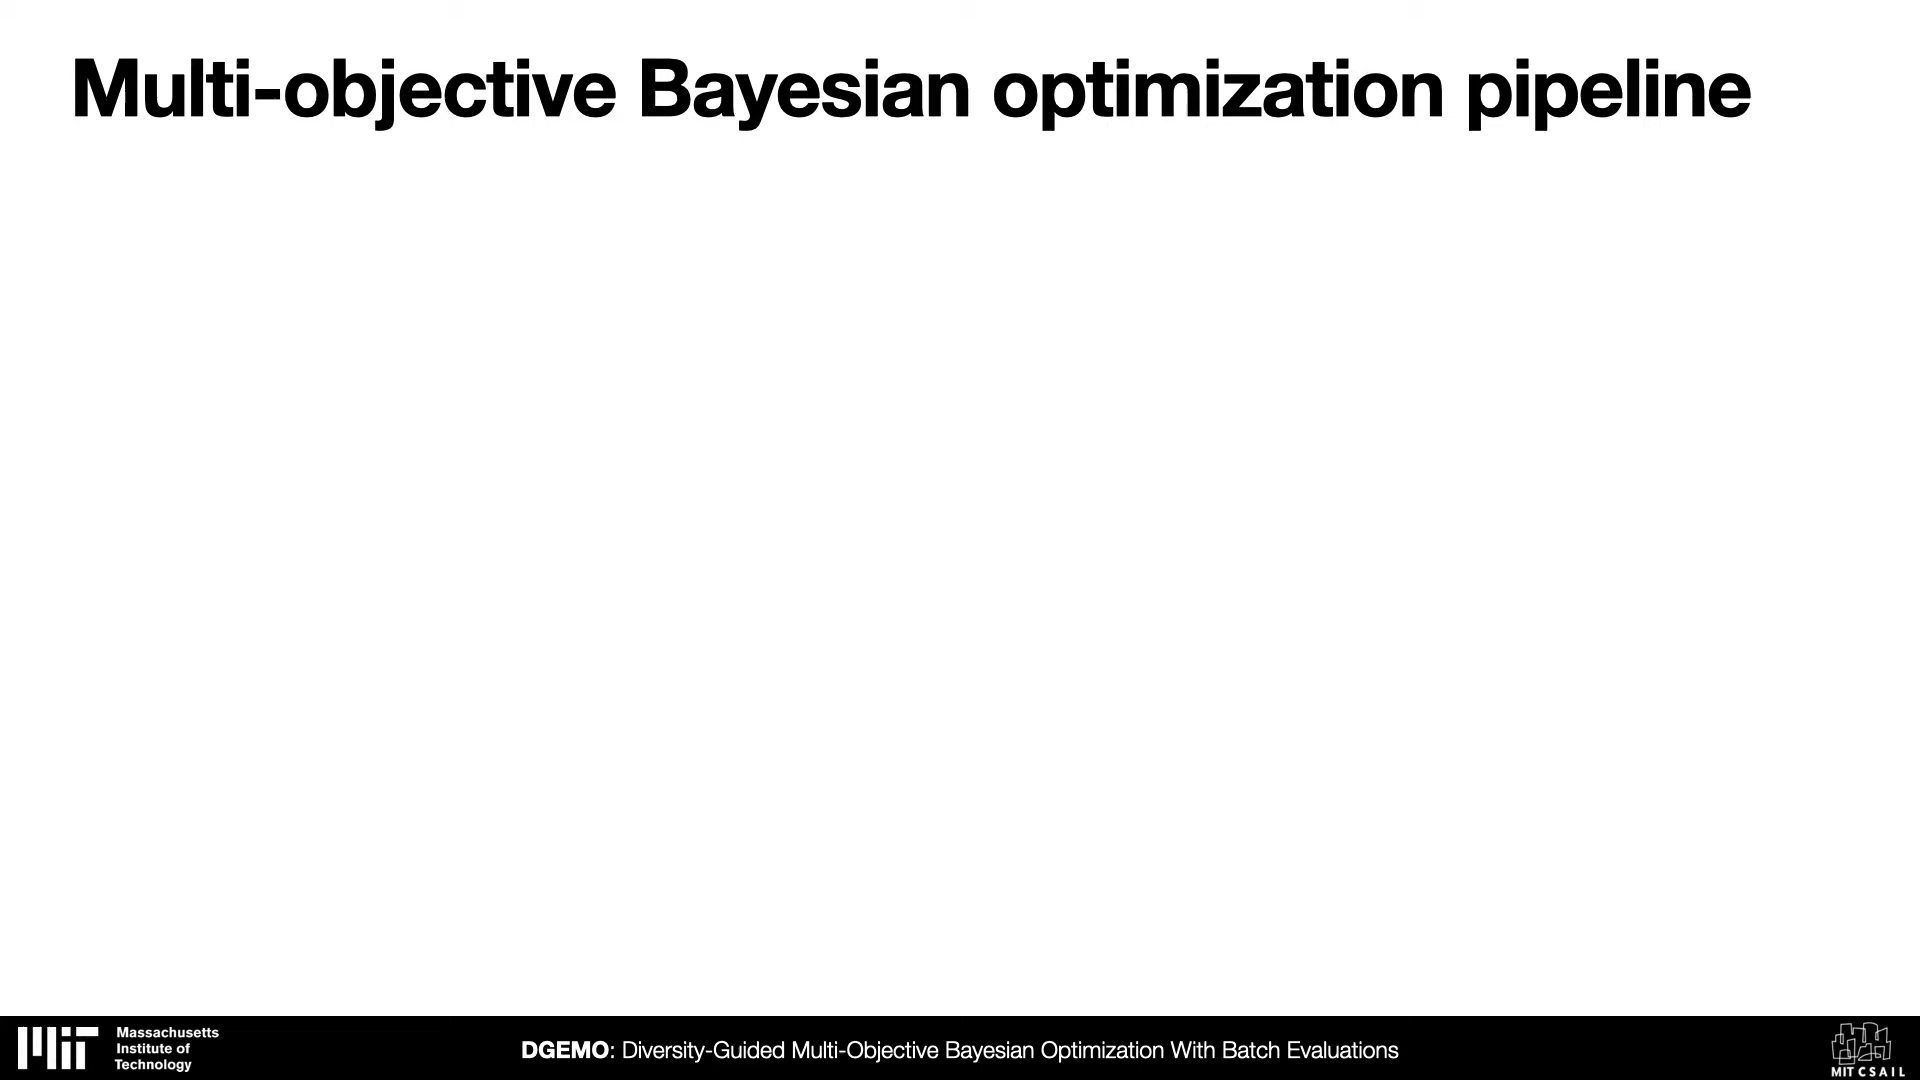 Multi-objective Bayesian optimization pipeline
Massachusetts
Institute of
Technology
DGEMO: Diversity-Guided Multi-Objective Bayesian Optimization With Batch Evaluations
MIT CSAIL